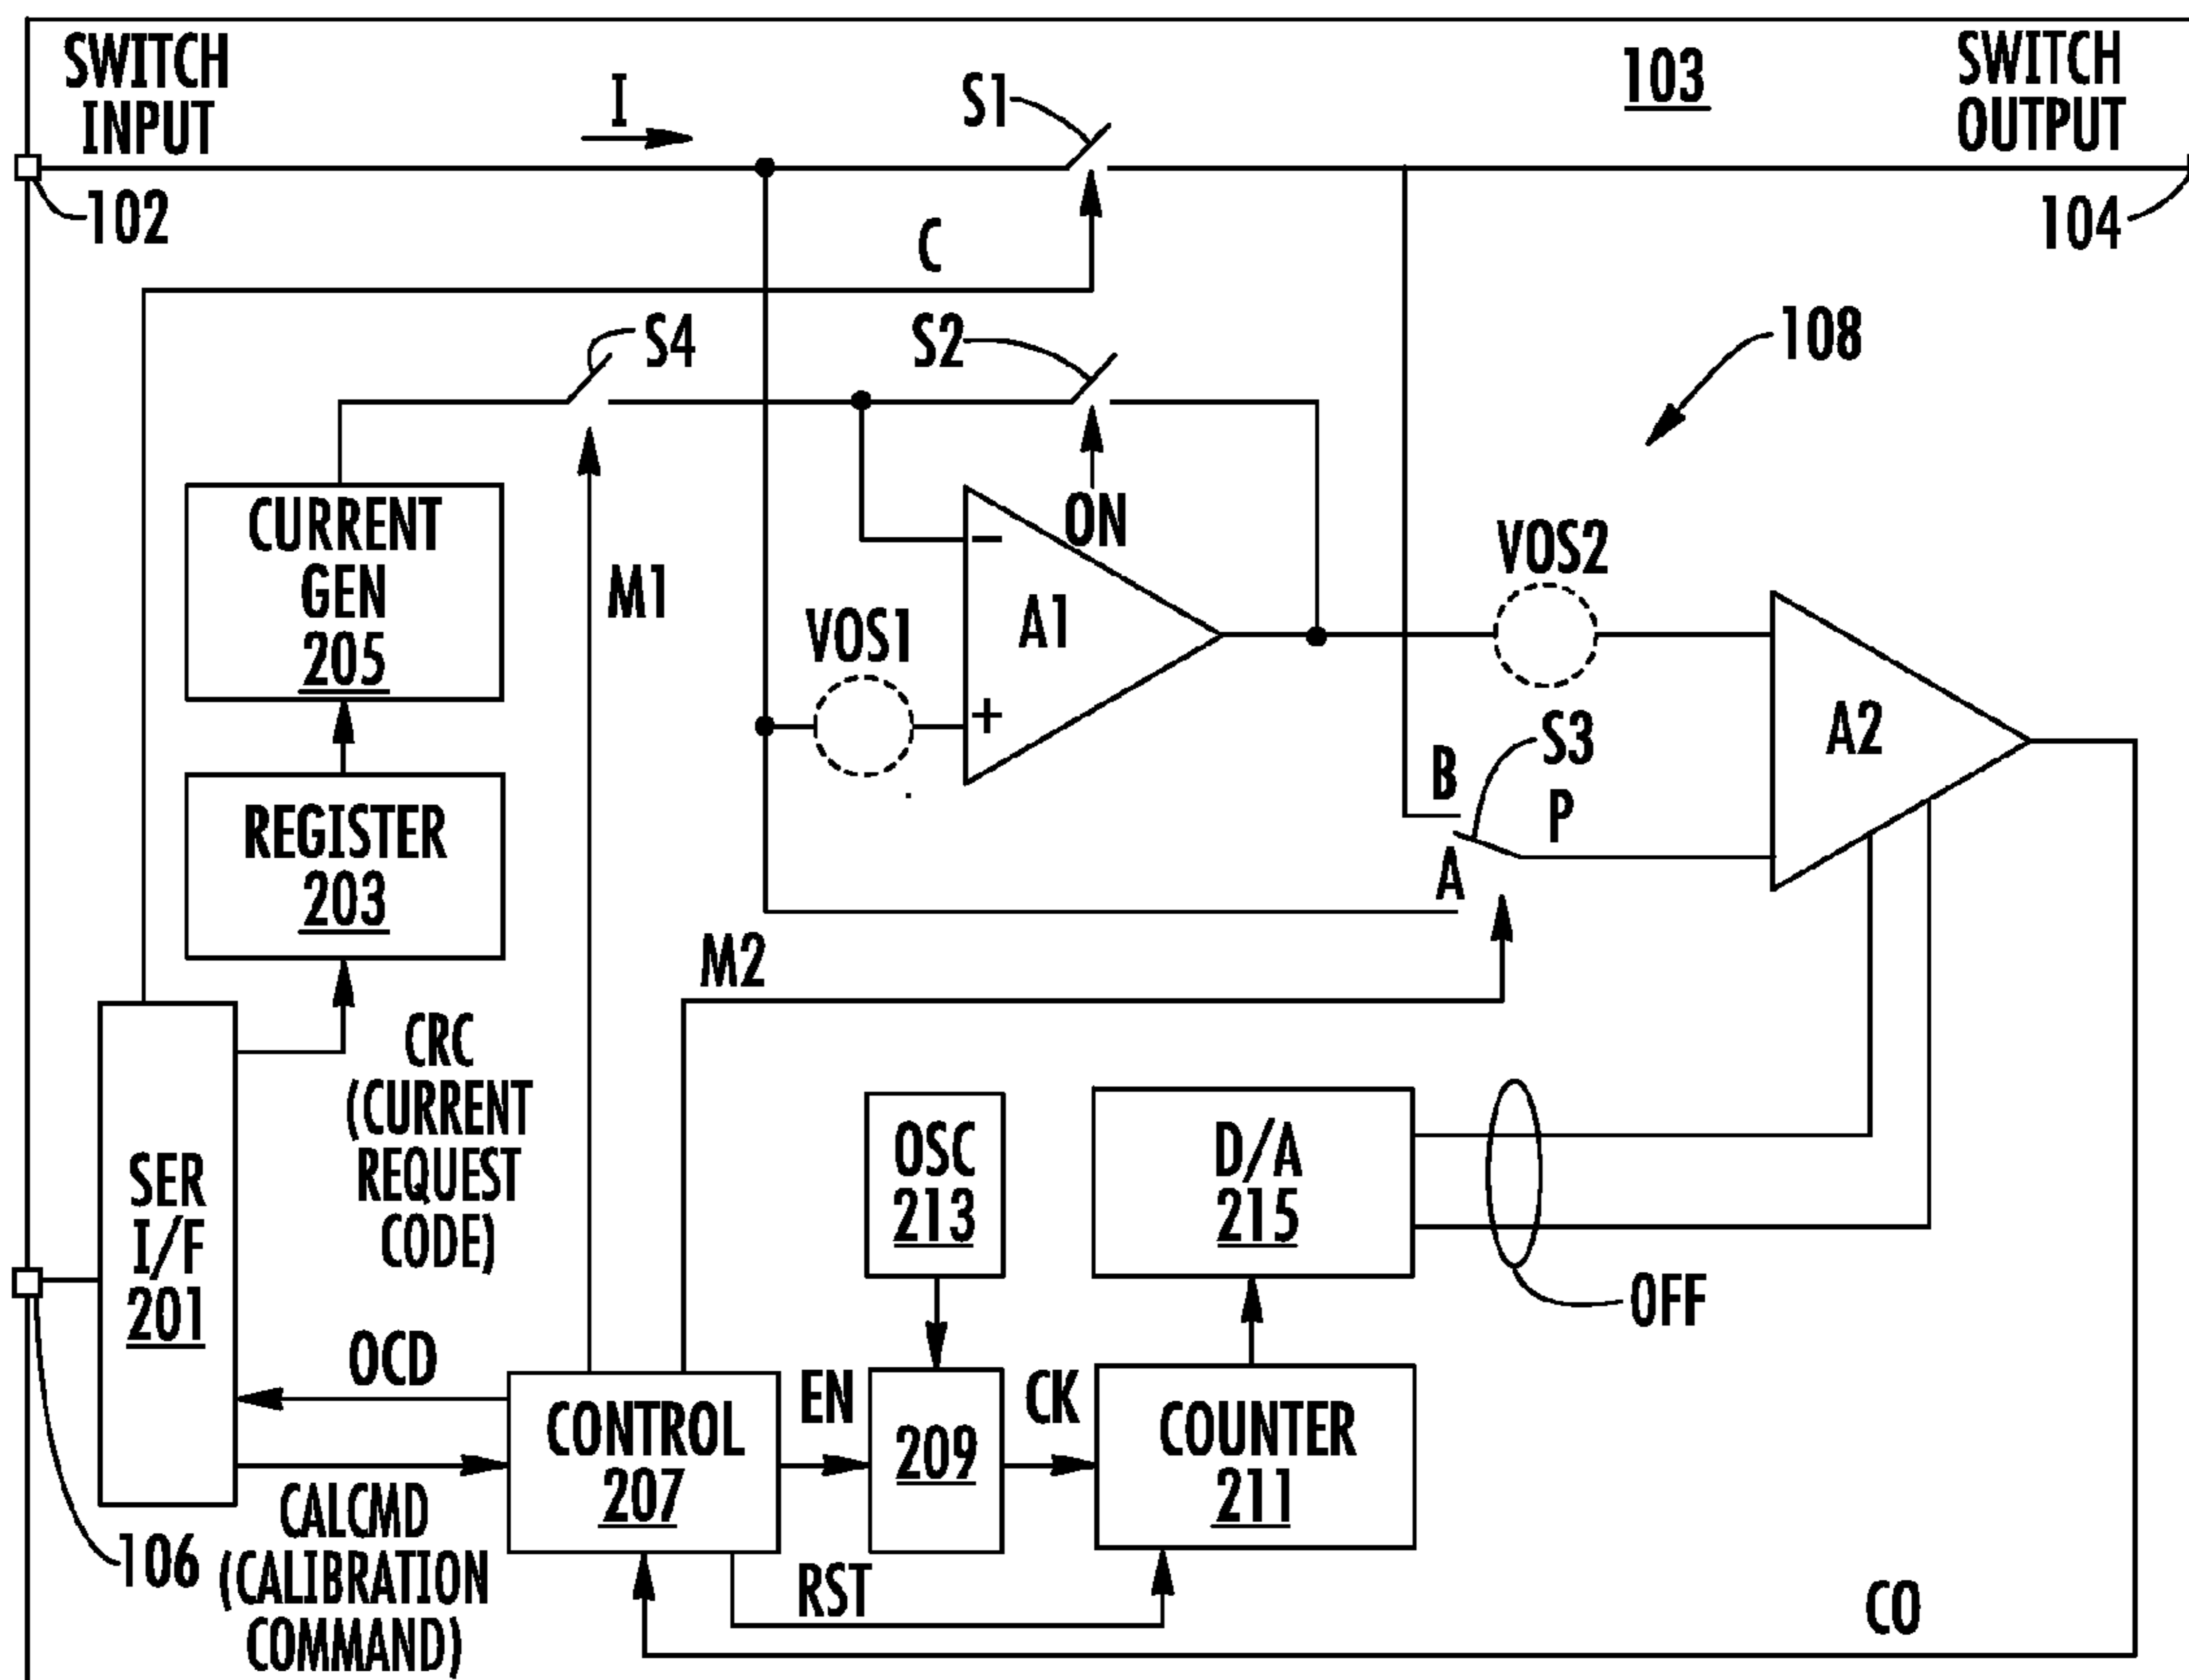 SWITCH
INPUT
I
S1
103
SWITCH
OUTPUT
102
C
104
S4
S2
108
CURRENT
GEN
205
M1
ON
VOS1
A1
−
+
VOS2
A2
S3
B
P
A
REGISTER
203
M2
CRC
(CURRENT
REQUEST
CODE)
SER
I/F
201
OSC
213
D/A
215
OFF
OCD
CONTROL
207
EN
209
CK
COUNTER
211
106
CALCMD
(CALIBRATION
COMMAND)
RST
CO